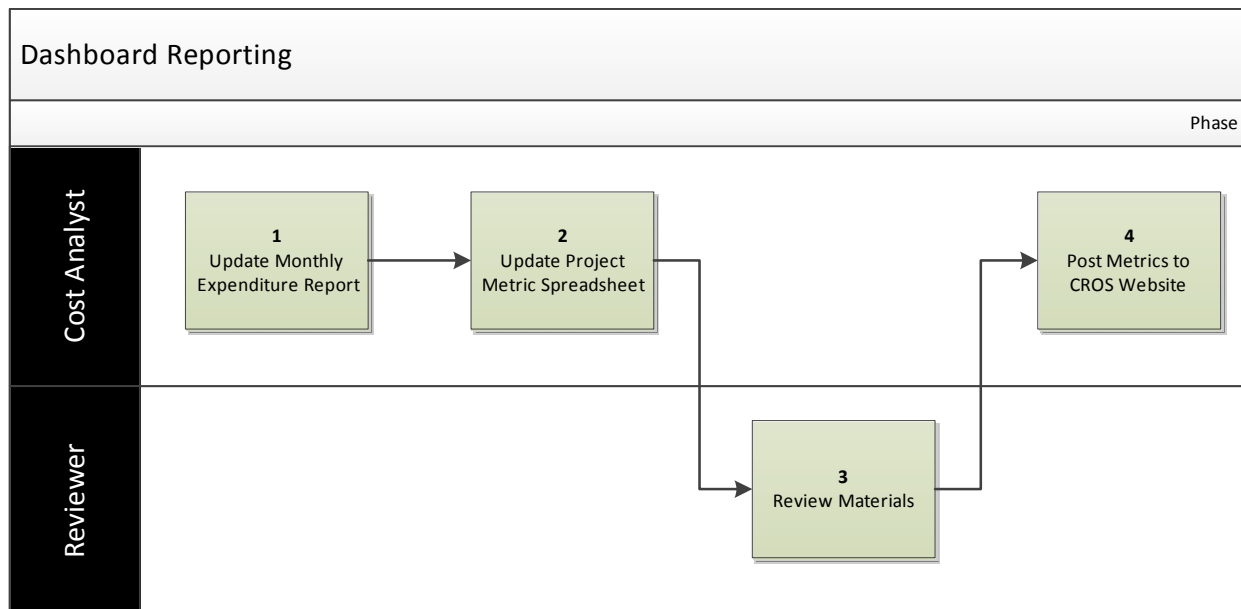 Dashboard Reporting
Phase
Cost Analyst
1
Update Monthly
Expenditure Report
2
Update Project
Metric Spreadsheet
4
Post Metrics to
CROS Website
Reviewer
3
Review Materials